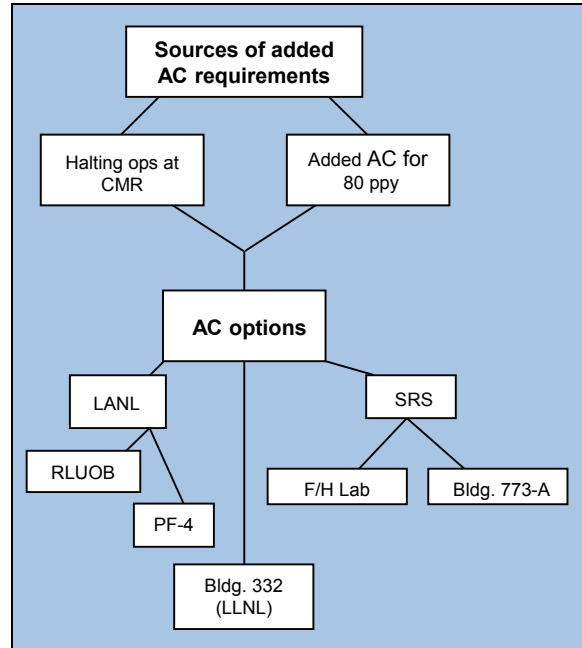 Sources of added
AC requirements
Halting ops at
CMR
Added AC for
80 ppy
AC options
LANL
SRS
RLUOB
F/H Lab
Bldg. 773-A
PF-4
Bldg. 332
(LLNL)